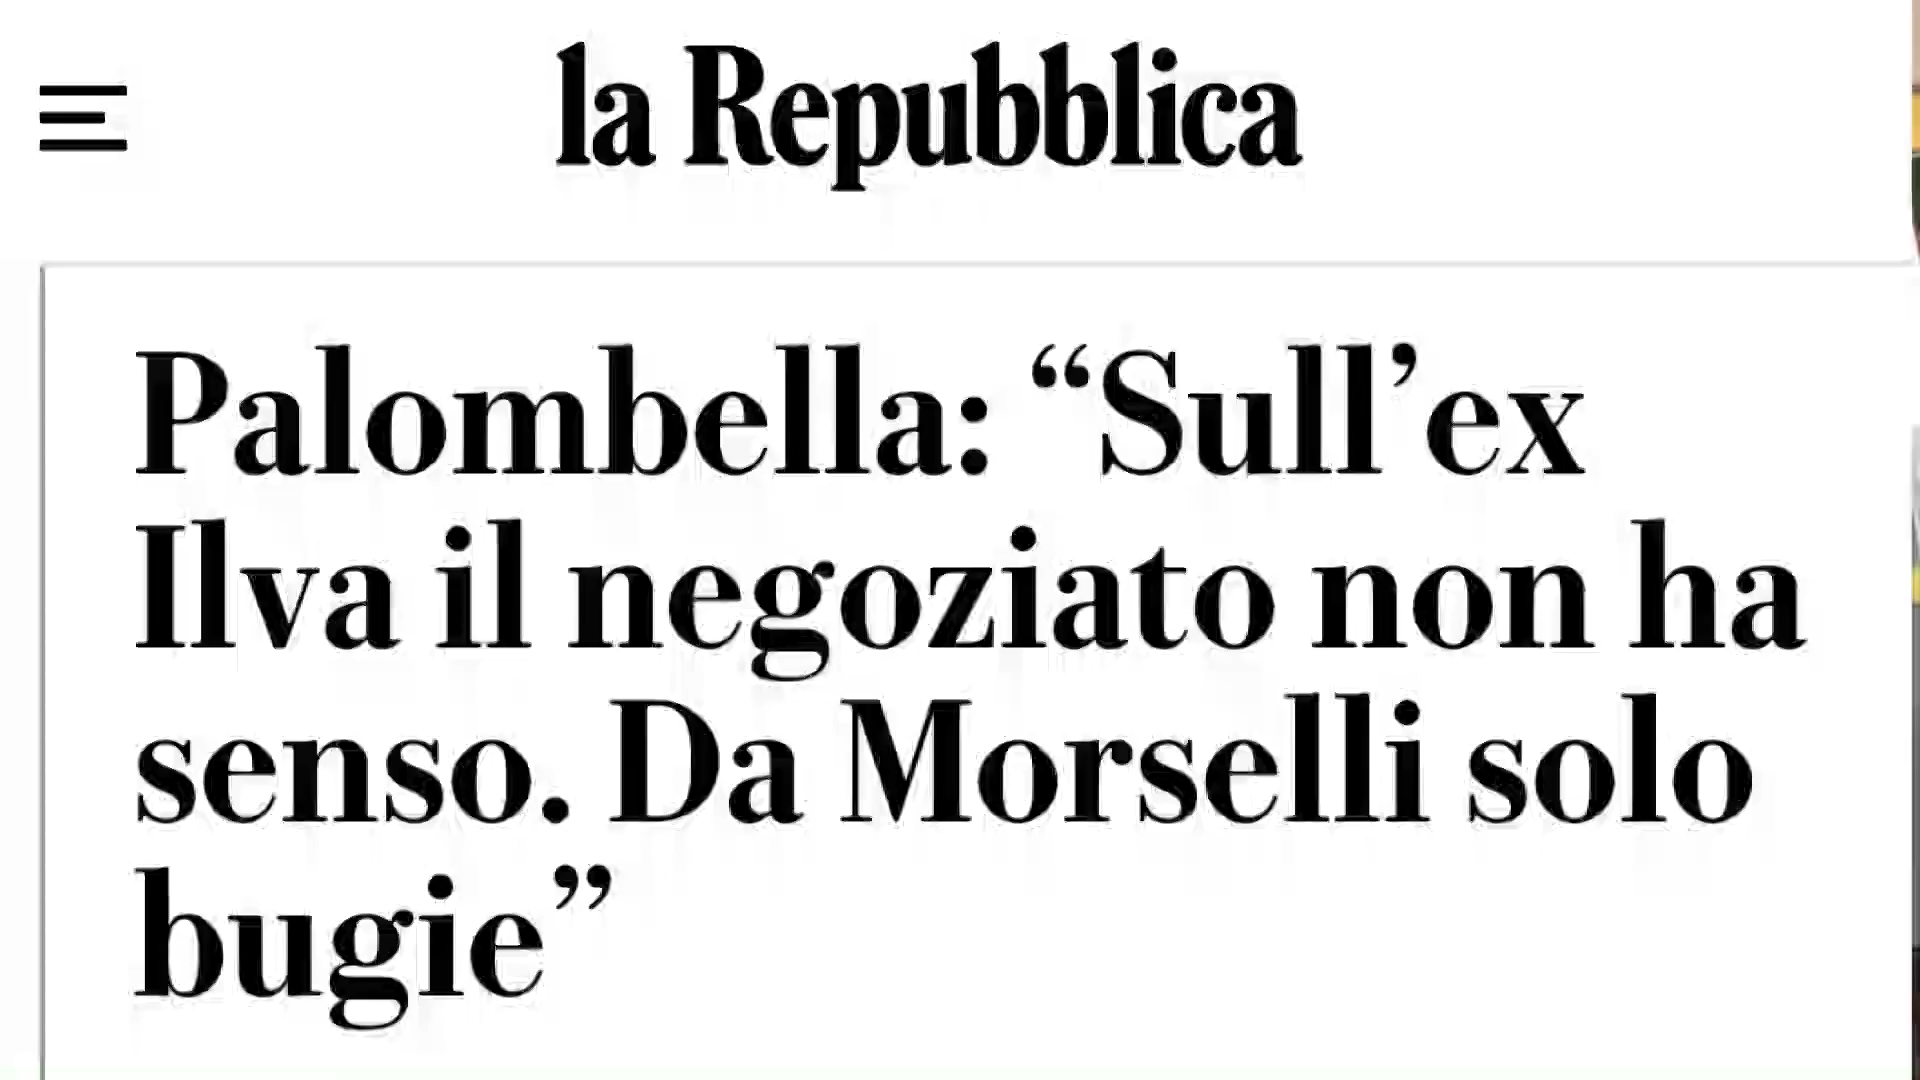 la Repubblica
Palombella: “Sull’ex
Ilva il negoziato non ha
senso. Da Morselli solo
bugie”